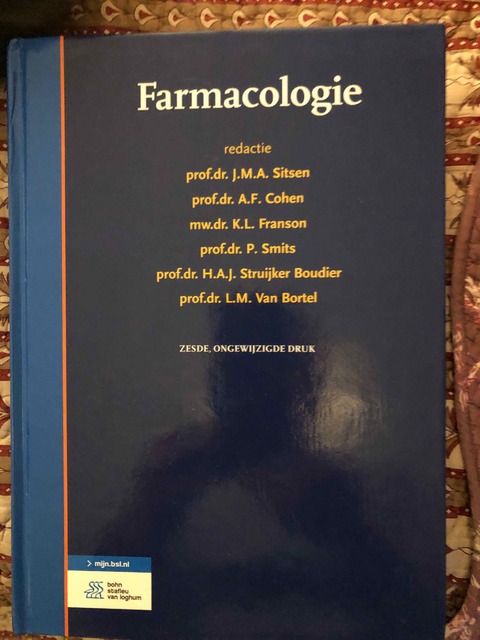 Farmacologie
redactie
prof.dr. J.M.A. Sitsen
prof.dr. A.F. Cohen
mw.dr. K.L. Franson
prof.dr. P. Smits
prof.dr. H.A.J. Struijker Boudier
prof.dr. L.M. Van Bortel
ZESDE, ONGEWIJZIGDE DRUK
> mijn.bsl.nl
bohn
stafleu
van loghum